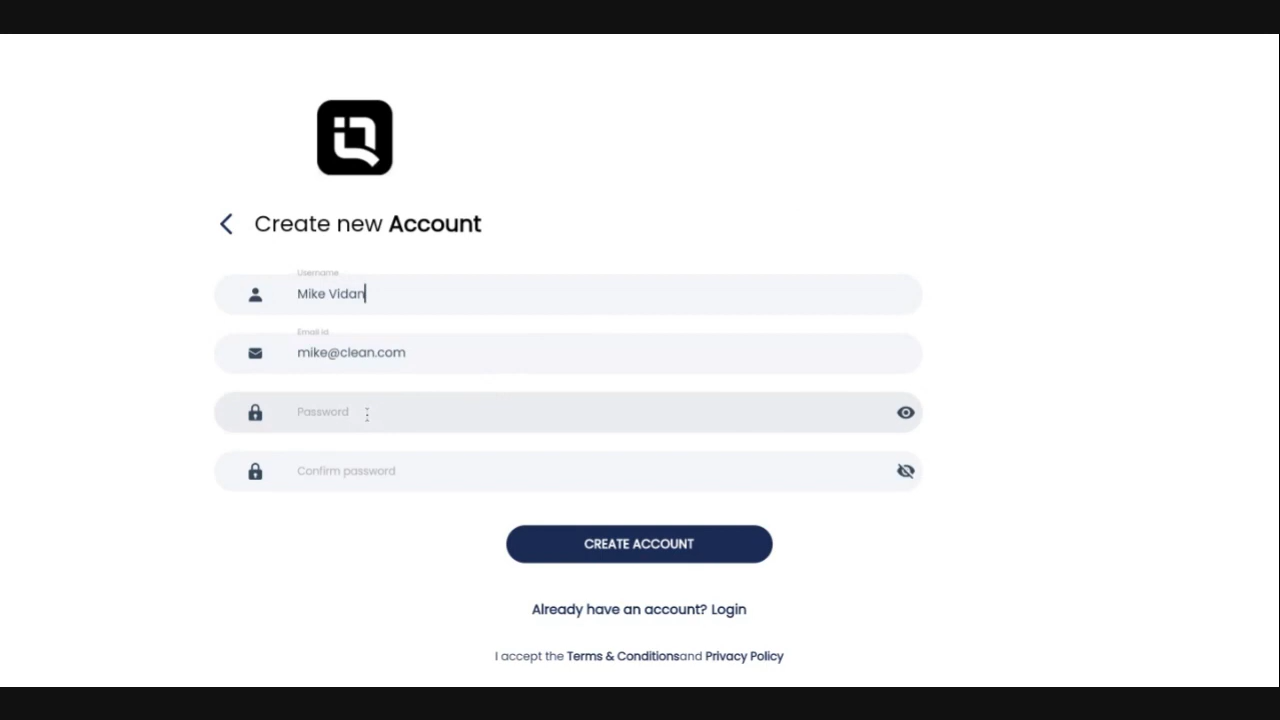 Create new Account
Username
Mike Vidan
Email id
mike@clean.com
Password
Confirm password
CREATE ACCOUNT
Already have an account? Login
I accept the Terms & Conditionsand Privacy Policy